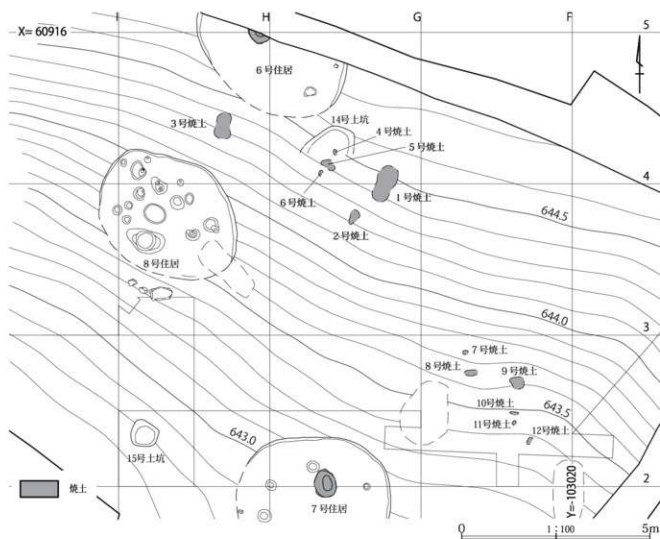 I
H
G
F
X= 60916
5
6号住居
3号焼土
14号土坑
4号焼土
5号焼土
4
6号焼土
1号焼土
2号焼土
644.5
8号住居
644.0
3
7号焼土
8号焼土
9号焼土
10号焼土
643.5
11号焼土
12号焼土
643.0
15号土坑
焼土
7号住居
2
Y=-103020
0
1：100
5m